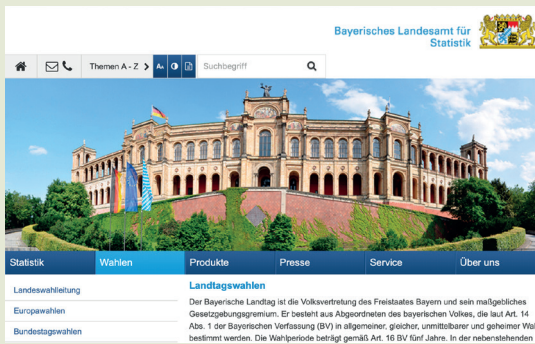 Bayerisches Landesamt für
Statistik
Themen A - Z
AA
Suchbegriff
Statistik
Wahlen
Produkte
Presse
Service
Über uns
Landeswahlleitung
Europawahlen
Bundestagswahlen
Landtagswahlen
Der Bayerische Landtag ist die Volksvertretung des Freistaates Bayern und sein maßgebliches
Gesetzgebungsgremium. Er besteht aus Abgeordneten des bayerischen Volkes, die laut Art. 14
Abs. 1 der Bayerischen Verfassung (BV) in allgemeiner, gleicher, unmittelbarer und geheimer
bestimmt werden. Die Wahlperiode beträgt gemäß Art. 16 BV fünf Jahre. In der nebenstehenden